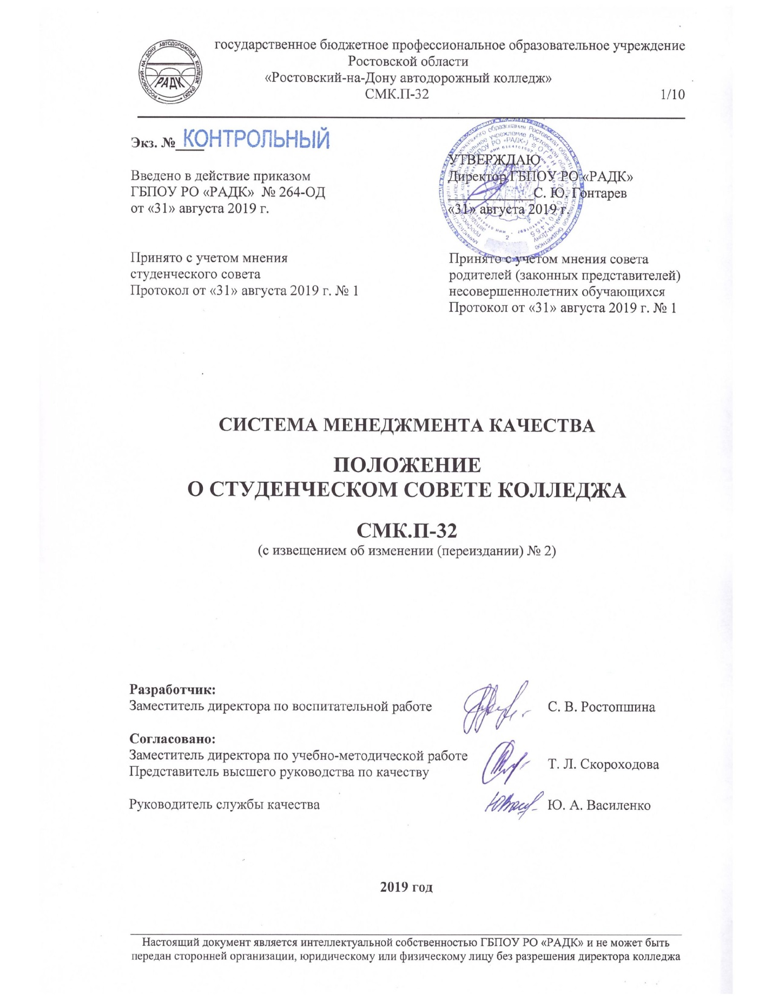 РОСТОВСКИЙ-НА-ДОНУ АВТОДОРОЖНЫЙ КОЛЛЕДЖ (РАДК)
РАДК
государственное бюджетное профессиональное образовательное учреждение
Ростовской области
«Ростовский-на-Дону автодорожный колледж»
СМК.П-32 1/10
Экз. №____ КОНТРОЛЬНЫЙ
Введено в действие приказом
ГБПОУ РО «РАДК» № 264-ОД
от «31» августа 2019 г.
УТВЕРЖДАЮ
Директор ГБПОУ РО «РАДК»
____________С. Ю. Гонтарев
«31» августа 2019 г.
Принято с учетом мнения
студенческого совета
Протокол от «31» августа 2019 г. № 1
Принято с учетом мнения совета
родителей (законных представителей)
несовершеннолетних обучающихся
Протокол от «31» августа 2019 г. № 1
СИСТЕМА МЕНЕДЖМЕНТА КАЧЕСТВА
ПОЛОЖЕНИЕ
О СТУДЕНЧЕСКОМ СОВЕТЕ КОЛЛЕДЖА
СМК.П-32
(с извещением об изменении (переиздании) № 2)
Разработчик:
Заместитель директора по воспитательной работе С. В. Ростопшина
Согласовано:
Заместитель директора по учебно-методической работе
Представитель высшего руководства по качеству Т. Л. Скороходова
Руководитель службы качества Ю. А. Василенко
2019 год
Настоящий документ является интеллектуальной собственностью ГБПОУ РО «РАДК» и не может быть
передан сторонней организации, юридическому или физическому лицу без разрешения директора колледжа